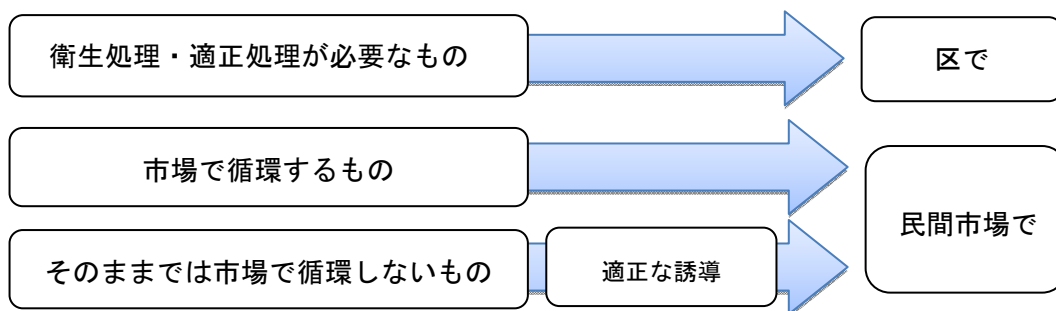 衛生処理・適正処理が必要なもの
区で
市場で循環するもの
民間市場で
そのままでは市場で循環しないもの
適正な誘導